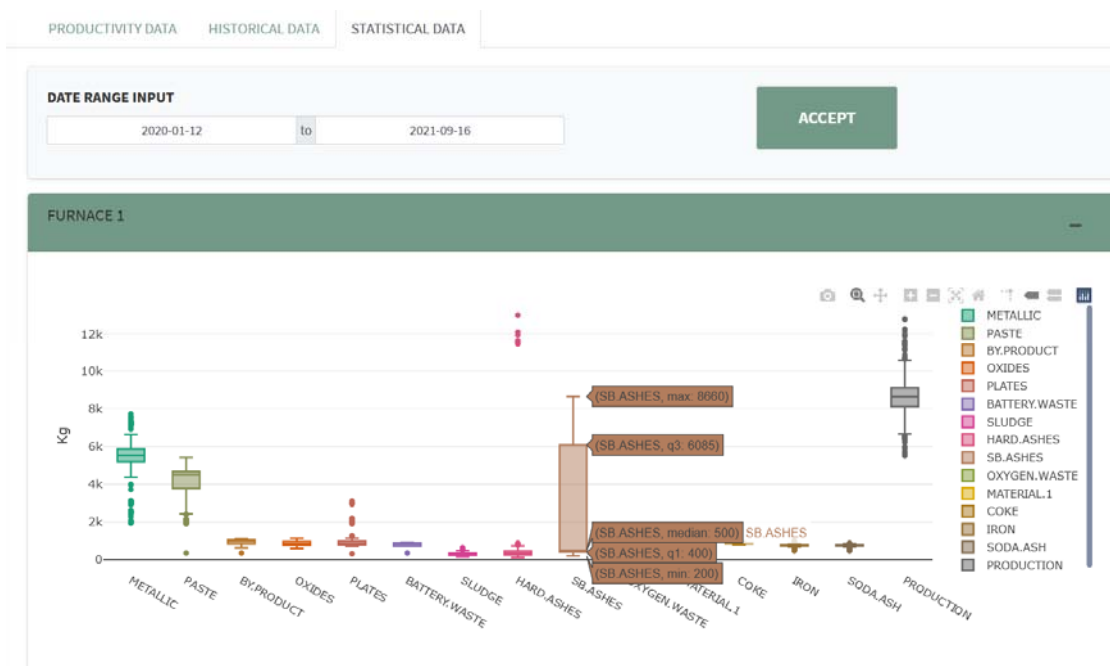 PRODUCTIVITY DATA HISTORICAL DATA STATISTICAL DATA
DATE RANGE INPUT
2020-01-12 to 2021-09-16
ACCEPT
FURNACE 1
Kg
12k
10k
8k
6k
4k
2k
0
(SB.ASHES, max: 8660)
(SB.ASHES, q3: 6085)
(SB.ASHES, median: 500) SB.ASHES
(SB.ASHES, q1: 400)
(SB.ASHES, min: 200)
METALLIC
PASTE
BY.PRODUCT
OXIDES
PLATES
BATTERY.WASTE
SLUDGE
HARD.ASHES
SB.ASHES
OXYGEN.WASTE
MATERIAL.1
COKE
IRON
SODA.ASH
PRODUCTION
METALLIC
PASTE
BY.PRODUCT
OXIDES
PLATES
BATTERY.WASTE
SLUDGE
HARD.ASHES
SB.ASHES
OXYGEN.WASTE
MATERIAL.1
COKE
IRON
SODA.ASH
PRODUCTION